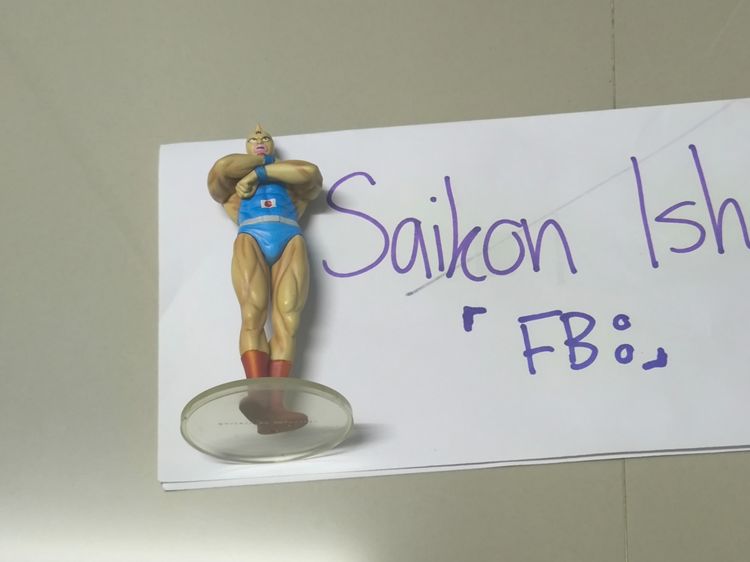 Saikon Ish
「FB:」